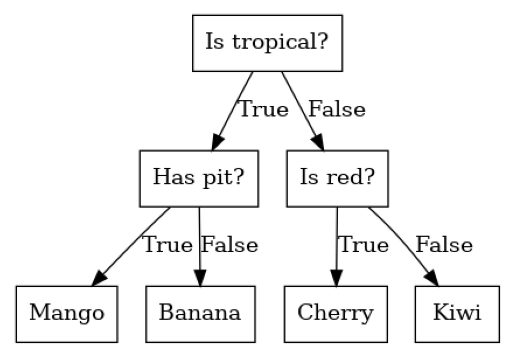 Is tropical?
True
False
Has pit?
Is red?
True
False
True
False
Mango
Banana
Cherry
Kiwi